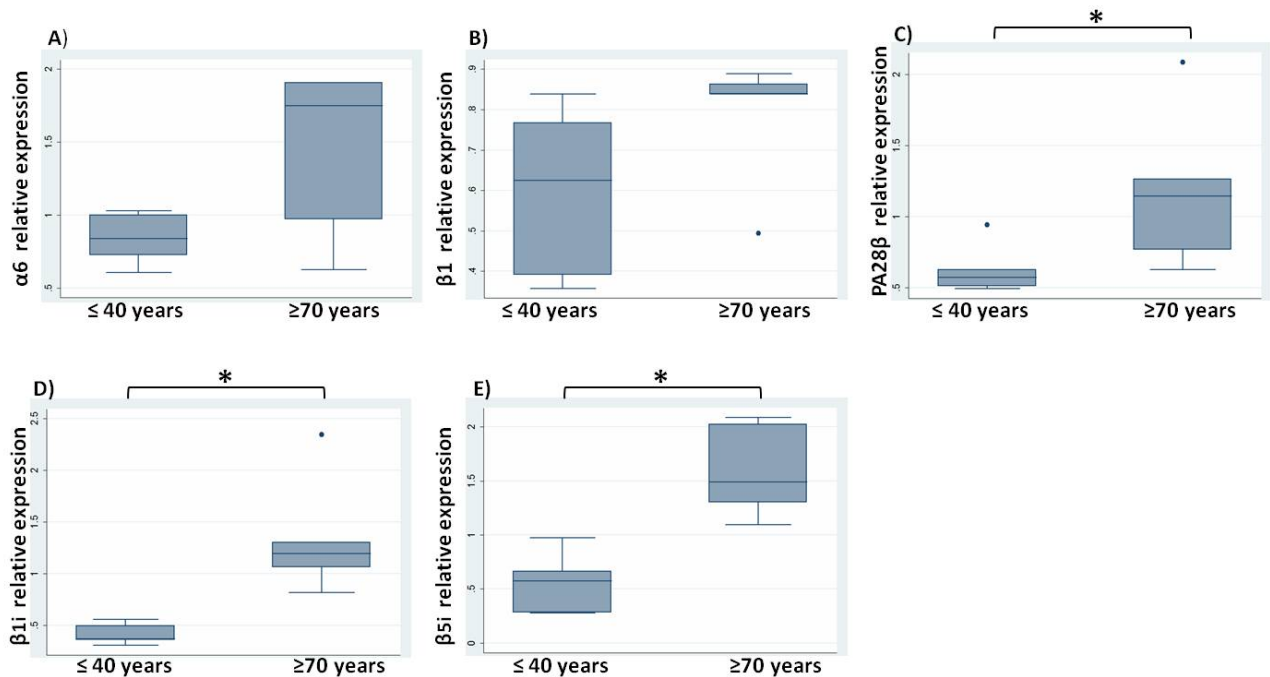 A)
α6 relative expression
2
1.5
1
.5
≤ 40 years
≥70 years
B)
β1 relative expression
.9
.8
.7
.6
.5
.4
≤ 40 years
≥70 years
C)
*
PA28β relative expression
2
1.5
1
.5
≤ 40 years
≥70 years
D)
*
β1i relative expression
2.5
2
1.5
1
.5
≤ 40 years
≥70 years
E)
*
β5i relative expression
2
1.5
1
.5
0
≤ 40 years
≥70 years